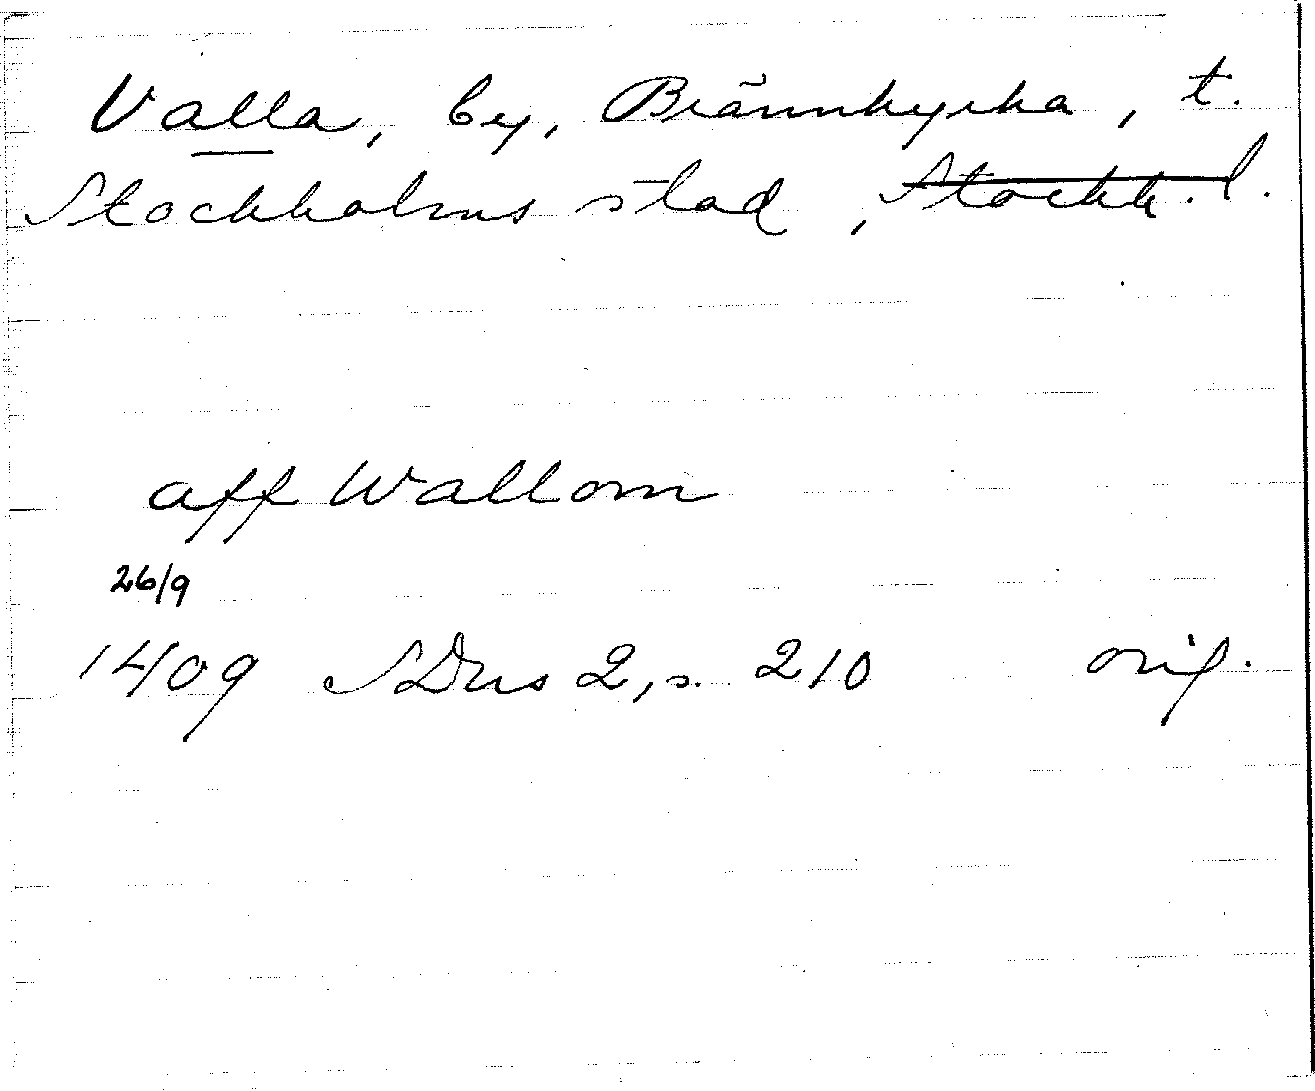 Valla, by, Brännkyrka, t.
Stockholms stad, Stockh. l.
aff Wallom
26/9
1409 SDns 2, s. 210 orig.